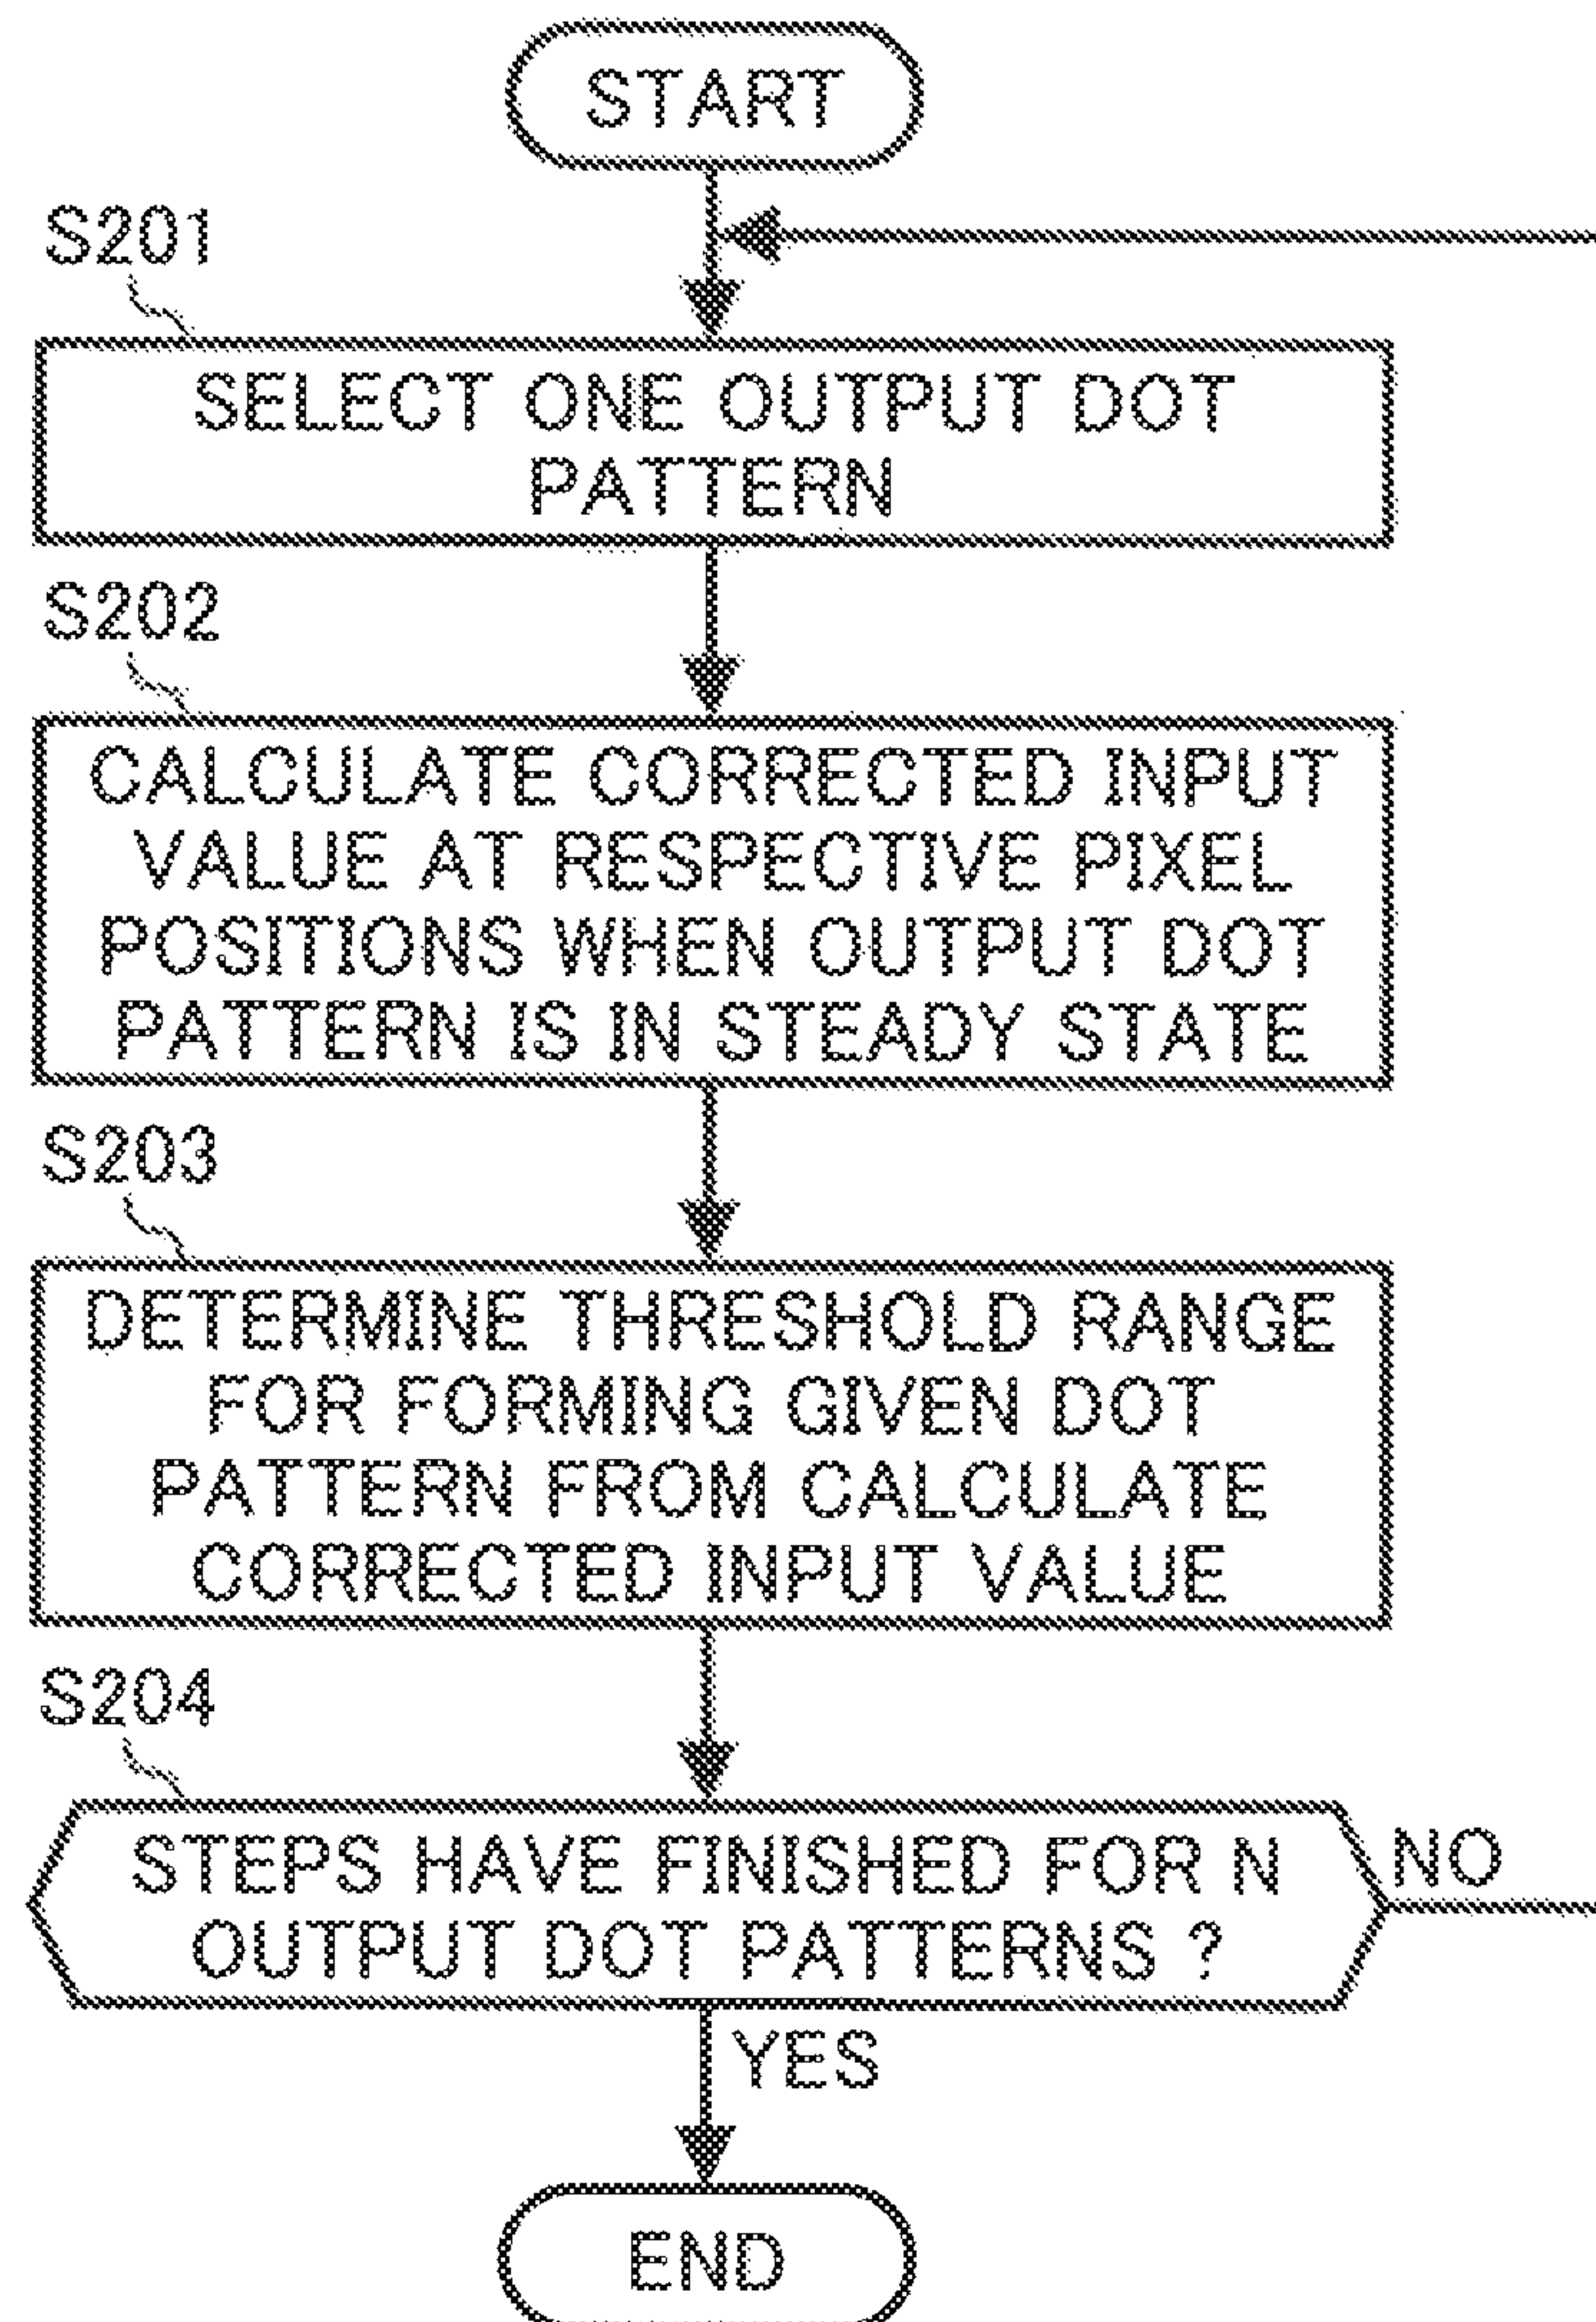 START
S201
SELECT ONE OUTPUT DOT
PATTERN
S202
CALCULATE CORRECTED INPUT
VALUE AT RESPECTIVE PIXEL
POSITIONS WHEN OUTPUT DOT
PATTERN IS IN STEADY STATE
S203
DETERMINE THRESHOLD RANGE
FOR FORMING GIVEN DOT
PATTERN FROM CALCULATE
CORRECTED INPUT VALUE
S204
STEPS HAVE FINISHED FOR N
OUTPUT DOT PATTERNS ?
NO
YES
END